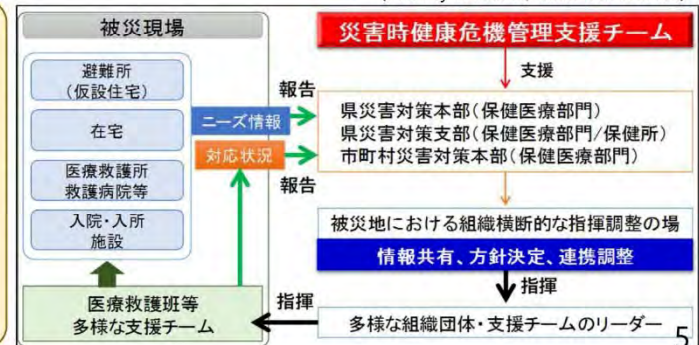 被災現場
避難所
(仮設住宅)
在宅
医療救護所
救護病院等
入院・入所
施設
医療救護班等
多様な支援チーム
ニーズ情報
対応状況
報告
報告
災害時健康危機管理支援チーム
支援
県災害対策本部(保健医療部門)
県災害対策支部(保健医療部門/保健所)
市町村災害対策本部(保健医療部門)
被災地における組織横断的な指揮調整の場
情報共有、方針決定、連携調整
指揮
多様な組織団体・支援チームのリーダー
指揮
5